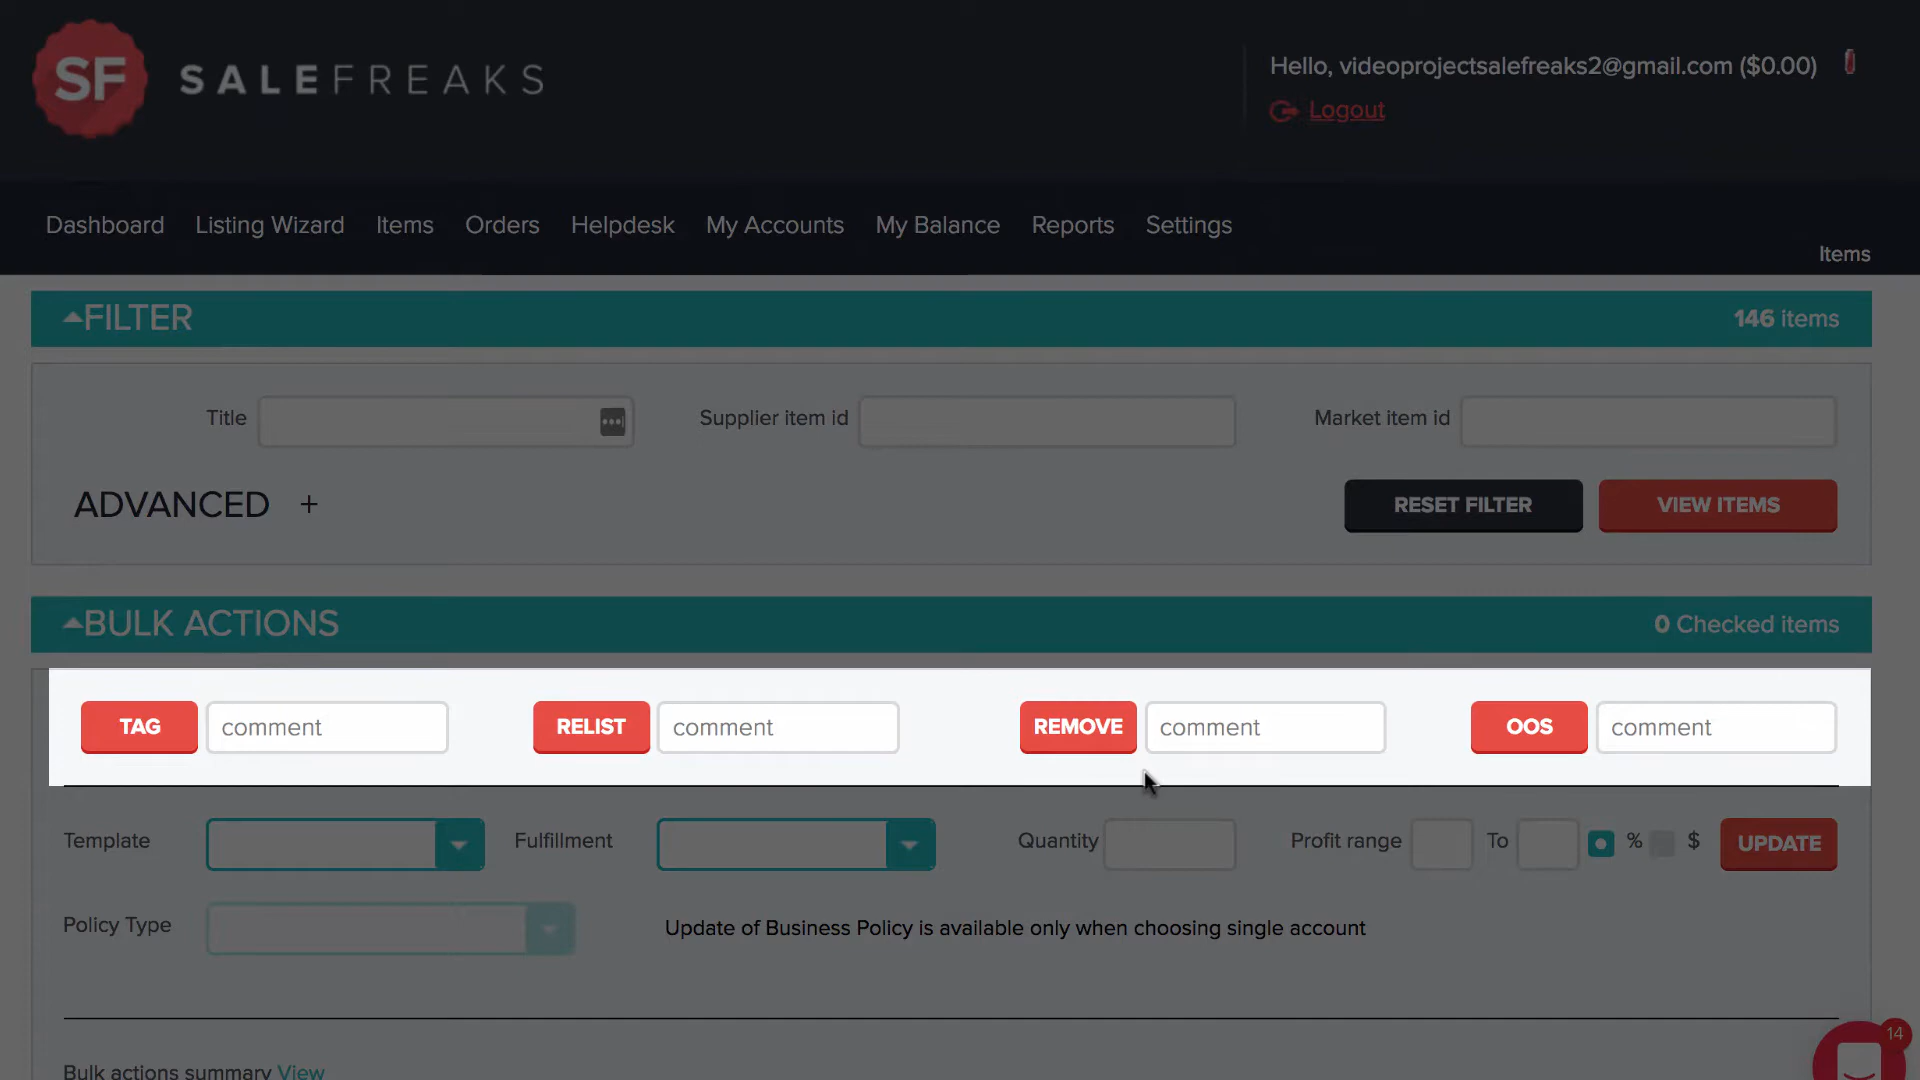 SF SALEFREAKS
Hello, videoprojectsalefreaks2@gmail.com ($0.00)
Logout
Dashboard Listing Wizard Items Orders Helpdesk My Accounts My Balance Reports Settings
Items
FILTER 146 items
Title Supplier item id Market item id
ADVANCED + RESET FILTER VIEW ITEMS
BULK ACTIONS 0 Checked items
TAG comment RELIST comment REMOVE comment OOS comment
Template Fulfillment Quantity Profit range To % $ UPDATE
Policy Type Update of Business Policy is available only when choosing single account
14
Bulk actions summary View